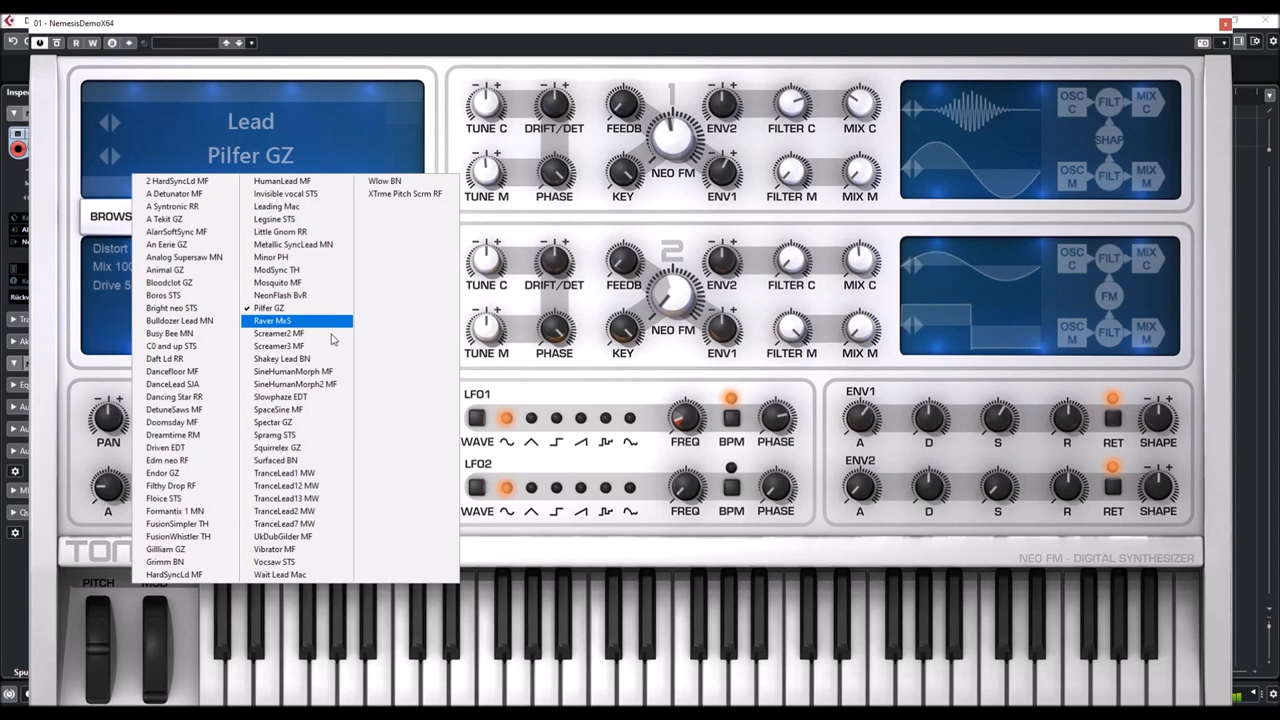 01 - NemesisDemoX64
R W
Inspe
Lead
Pilfer GZ
BROWS
Distort
Mix 100
Drive 5
2 HardSyncLd MF
A Detunator MF
A Syntronic RR
A Tekit GZ
AlarrSoftSync MF
An Eerie GZ
Analog Supersaw MN
Animal GZ
Bloodclot GZ
Boros STS
Bright neo STS
Bulldozer Lead MN
Busy Bee MN
C0 and up STS
Daft Ld RR
Dancefloor MF
DanceLead SJA
Dancing Star RR
DetuneSaws MF
Doomsday MF
Dreamtime RM
Driven EDT
Edm neo RF
Endor GZ
Filthy Drop RF
Floice STS
Formantix 1 MN
FusionSimpler TH
FusionWhistler TH
Gillliam GZ
Grimm BN
HardSyncLd MF
HumanLead MF
Invisible vocal STS
Leading Mac
Legsine STS
Little Gnom RR
Metallic SyncLead MN
Minor PH
ModSync TH
Mosquito MF
NeonFlash BvR
Pilfer GZ
Raver MxS
Screamer2 MF
Screamer3 MF
Shakey Lead BN
SineHumanMorph MF
SineHumanMorph2 MF
Slowphaze EDT
SpaceSine MF
Spectar GZ
Spramg STS
Squirrelex GZ
Surfaced BN
TranceLead1 MW
TranceLead12 MW
TranceLead13 MW
TranceLead2 MW
TranceLead7 MW
UkDubGilder MF
Vibrator MF
Vocsaw STS
Wait Lead Mac
Wlow BN
XTrme Pitch Scrm RF
1
TUNE C DRIFT/DET FEEDB ENV2 FILTER C MIX C
NEO FM
TUNE M PHASE KEY ENV1 FILTER M MIX M
OSC C FILT MIX C
SHAP
OSC M FILT MIX M
2
TUNE C DRIFT/DET FEEDB ENV2 FILTER C MIX C
NEO FM
TUNE M PHASE KEY ENV1 FILTER M MIX M
OSC C FILT MIX C
FM
OSC M FILT MIX M
PAN
A
LFO1
WAVE FREQ BPM PHASE
LFO2
WAVE FREQ BPM PHASE
ENV1
A D S R RET SHAPE
ENV2
A D S R RET SHAPE
TON
NEO FM - DIGITAL SYNTHESIZER
PITCH